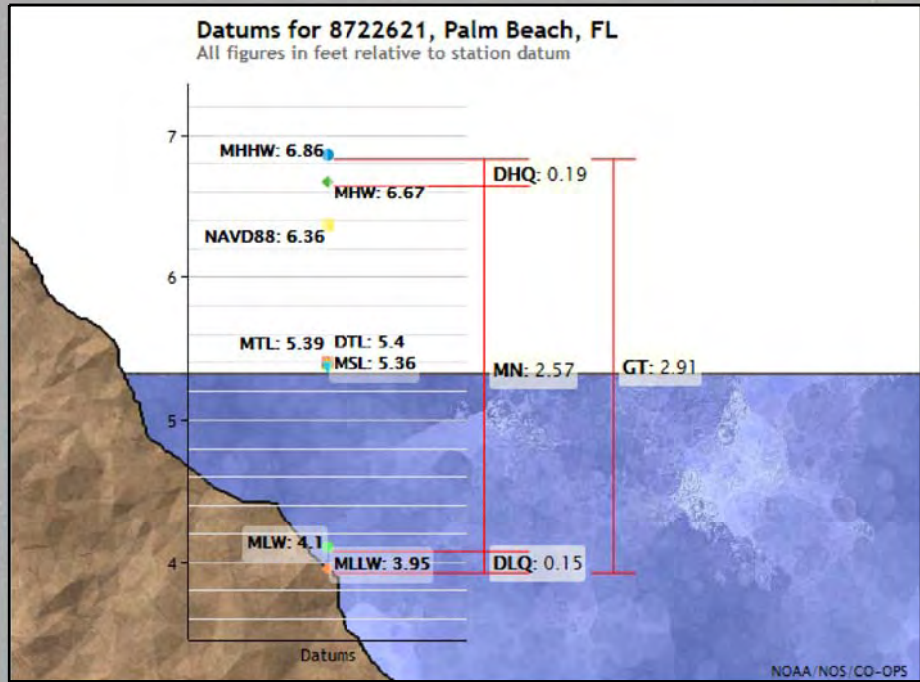 Datums for 8722621, Palm Beach, FL
All figures in feet relative to station datum
7
MHHW: 6.86
DHQ: 0.19
MHW: 6.67
NAVD88: 6.36
6
MTL: 5.39
DTL: 5.4
MSL: 5.36
MN: 2.57
GT: 2.91
5
MLW: 4.1
4
MLLW: 3.95
DLQ: 0.15
Datums
NOAA/NOS/CO-OPS